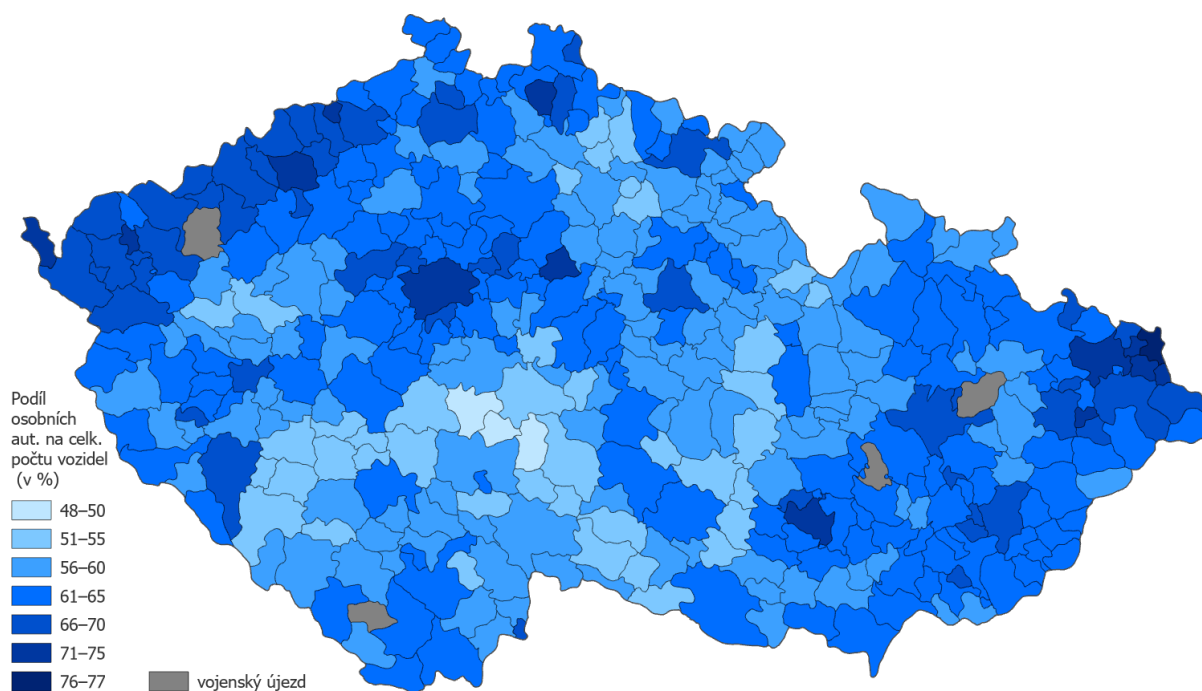 Podíl
osobních
aut. na celk.
počtu vozidel
(v %)
48–50
51–55
56–60
61–65
66–70
71–75
76–77
vojenský újezd